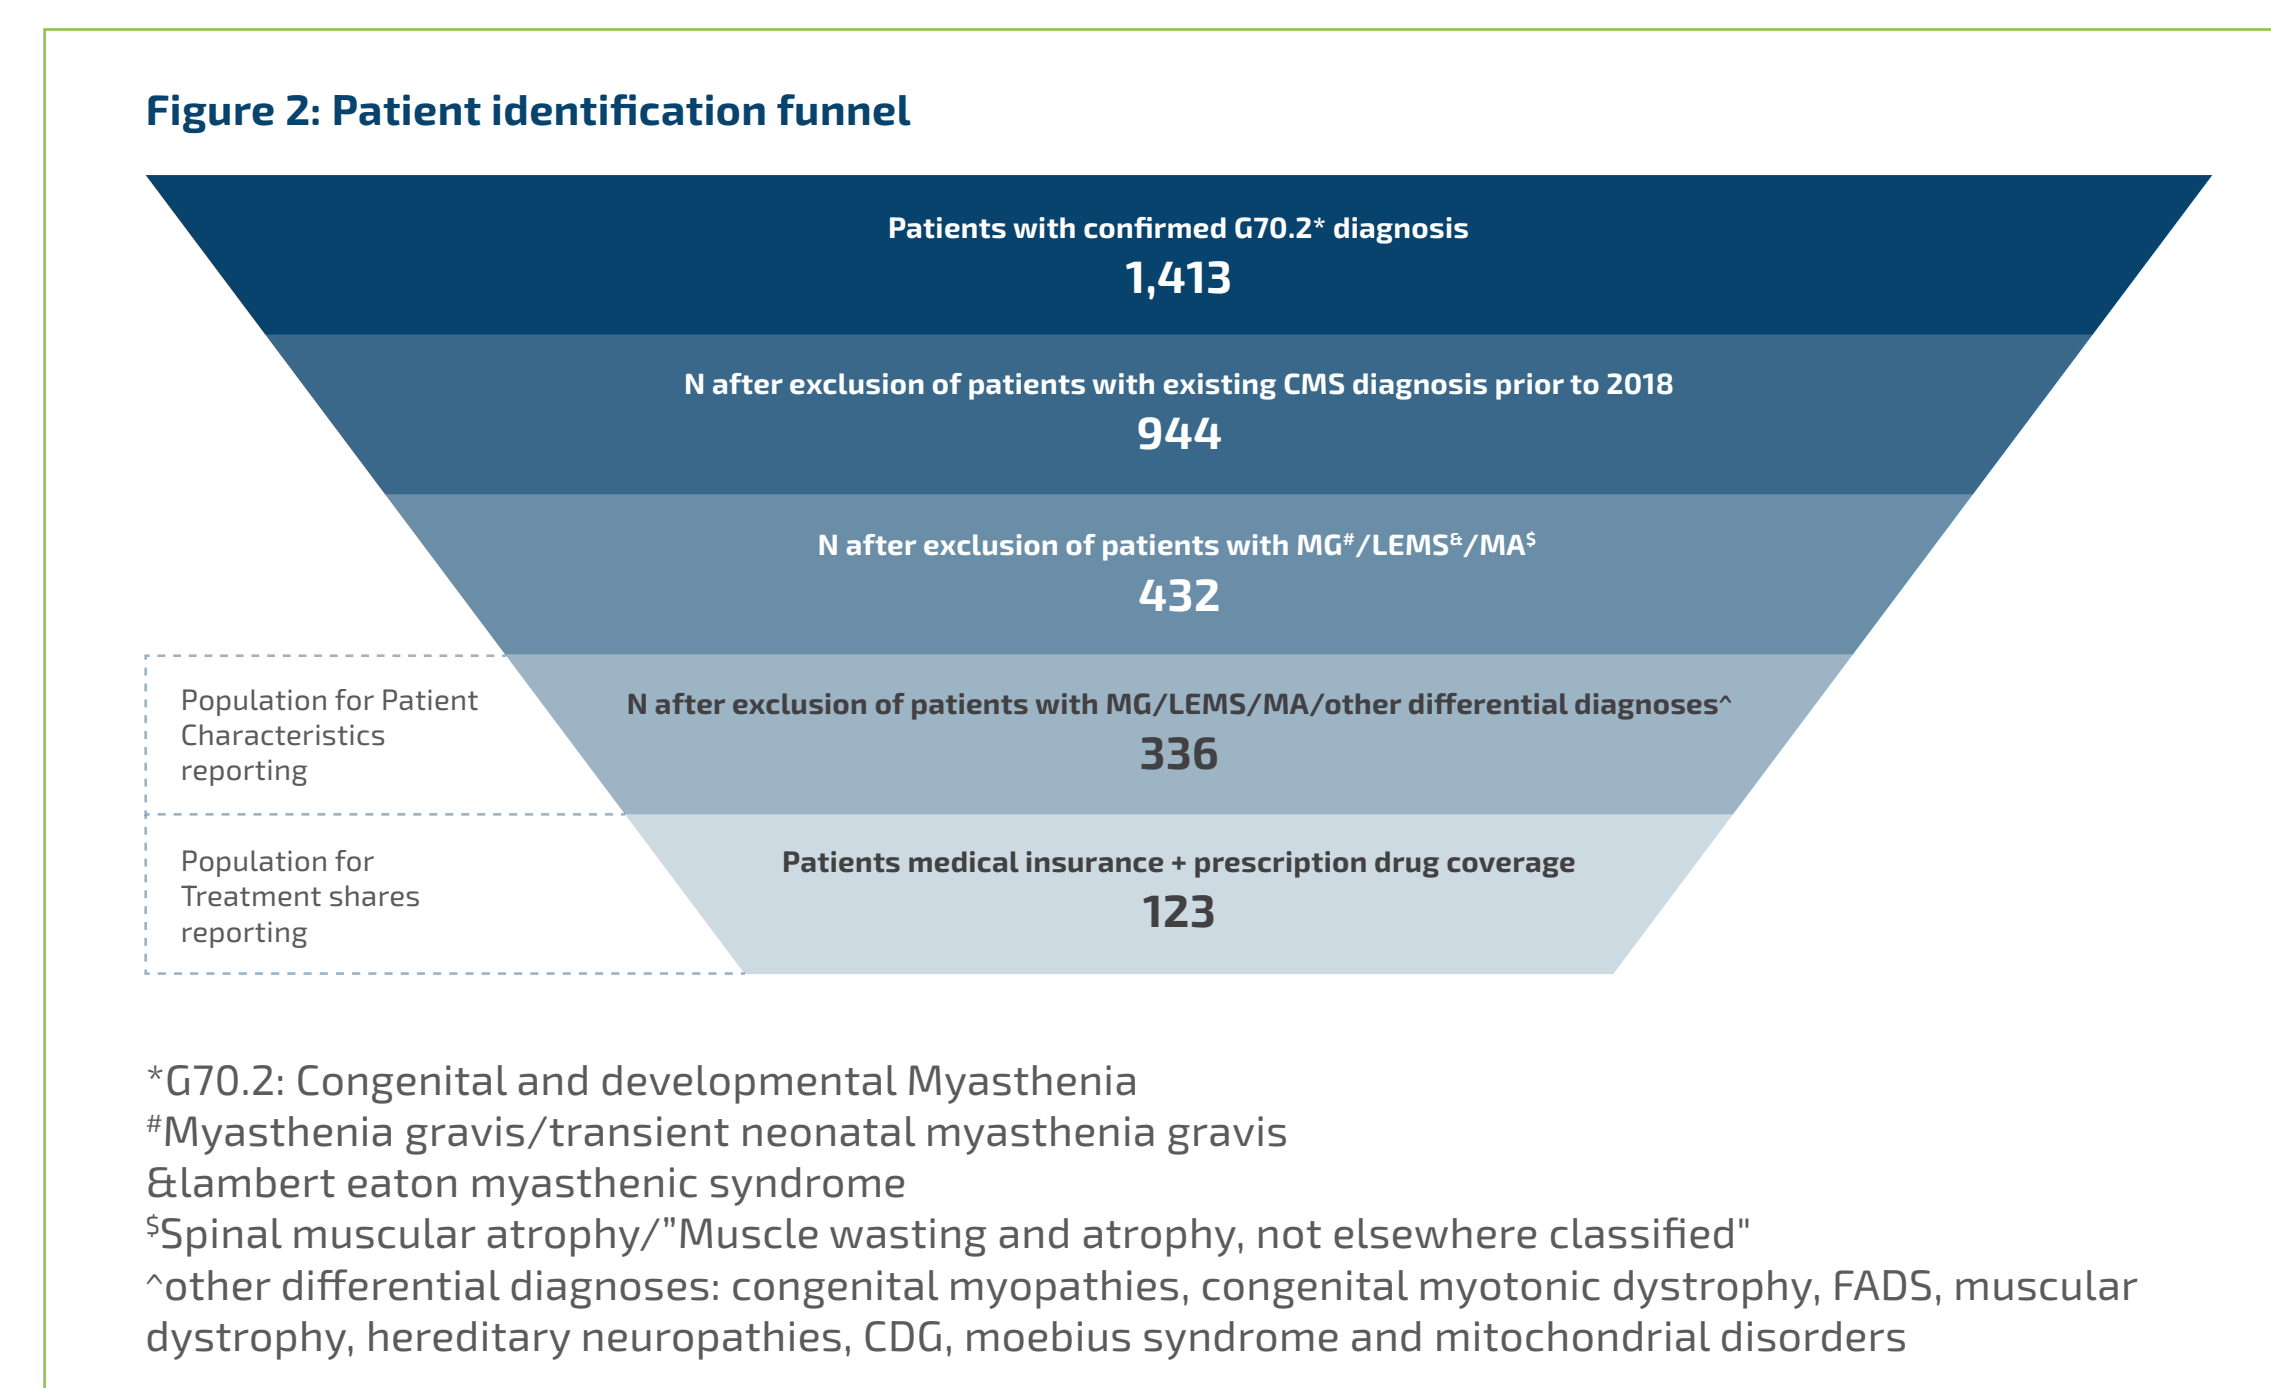 Figure 2: Patient identification funnel
Patients with confirmed G70.2* diagnosis
1,413
N after exclusion of patients with existing CMS diagnosis prior to 2018
944
N after exclusion of patients with MG#/LEMS&/MA$
432
Population for Patient
Characteristics
reporting
N after exclusion of patients with MG/LEMS/MA/other differential diagnoses^
336
Population for
Treatment shares
reporting
Patients medical insurance + prescription drug coverage
123
*G70.2: Congenital and developmental Myasthenia
#Myasthenia gravis/transient neonatal myasthenia gravis
&lambert eaton myasthenic syndrome
$Spinal muscular atrophy/”Muscle wasting and atrophy, not elsewhere classified"
^other differential diagnoses: congenital myopathies, congenital myotonic dystrophy, FADS, muscular
dystrophy, hereditary neuropathies, CDG, moebius syndrome and mitochondrial disorders